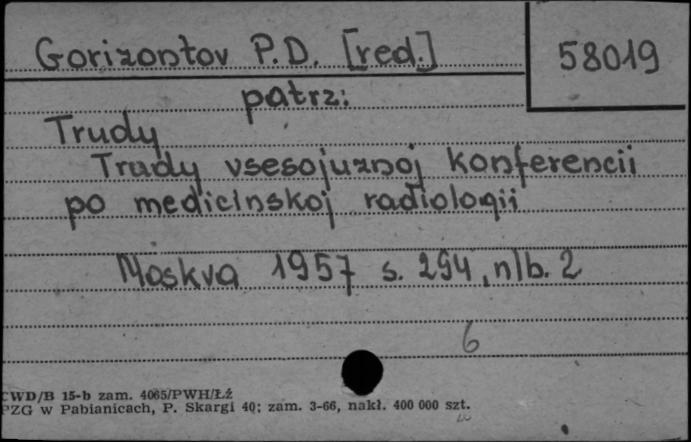 Gorizontov P.D. [red.]
58019
patrz:
Trudy
Trudy vsesojuznoj konferencii
po medicinskoj radiologii
Moskva 1957 s. 294, nlb. 2
6
CWD/B 15-b zam. 4065/PWH/Łź
PZG w Pabianicach, P. Skargi 40; zam. 3-66, nakł. 400 000 szt.